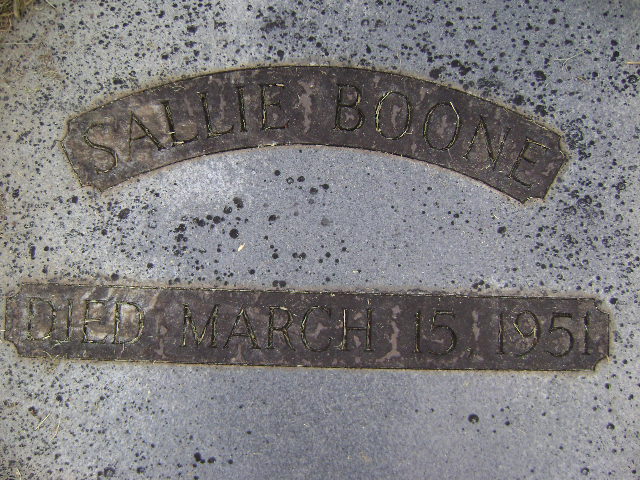 SALLIE BOONE
DIED MARCH 15, 1951